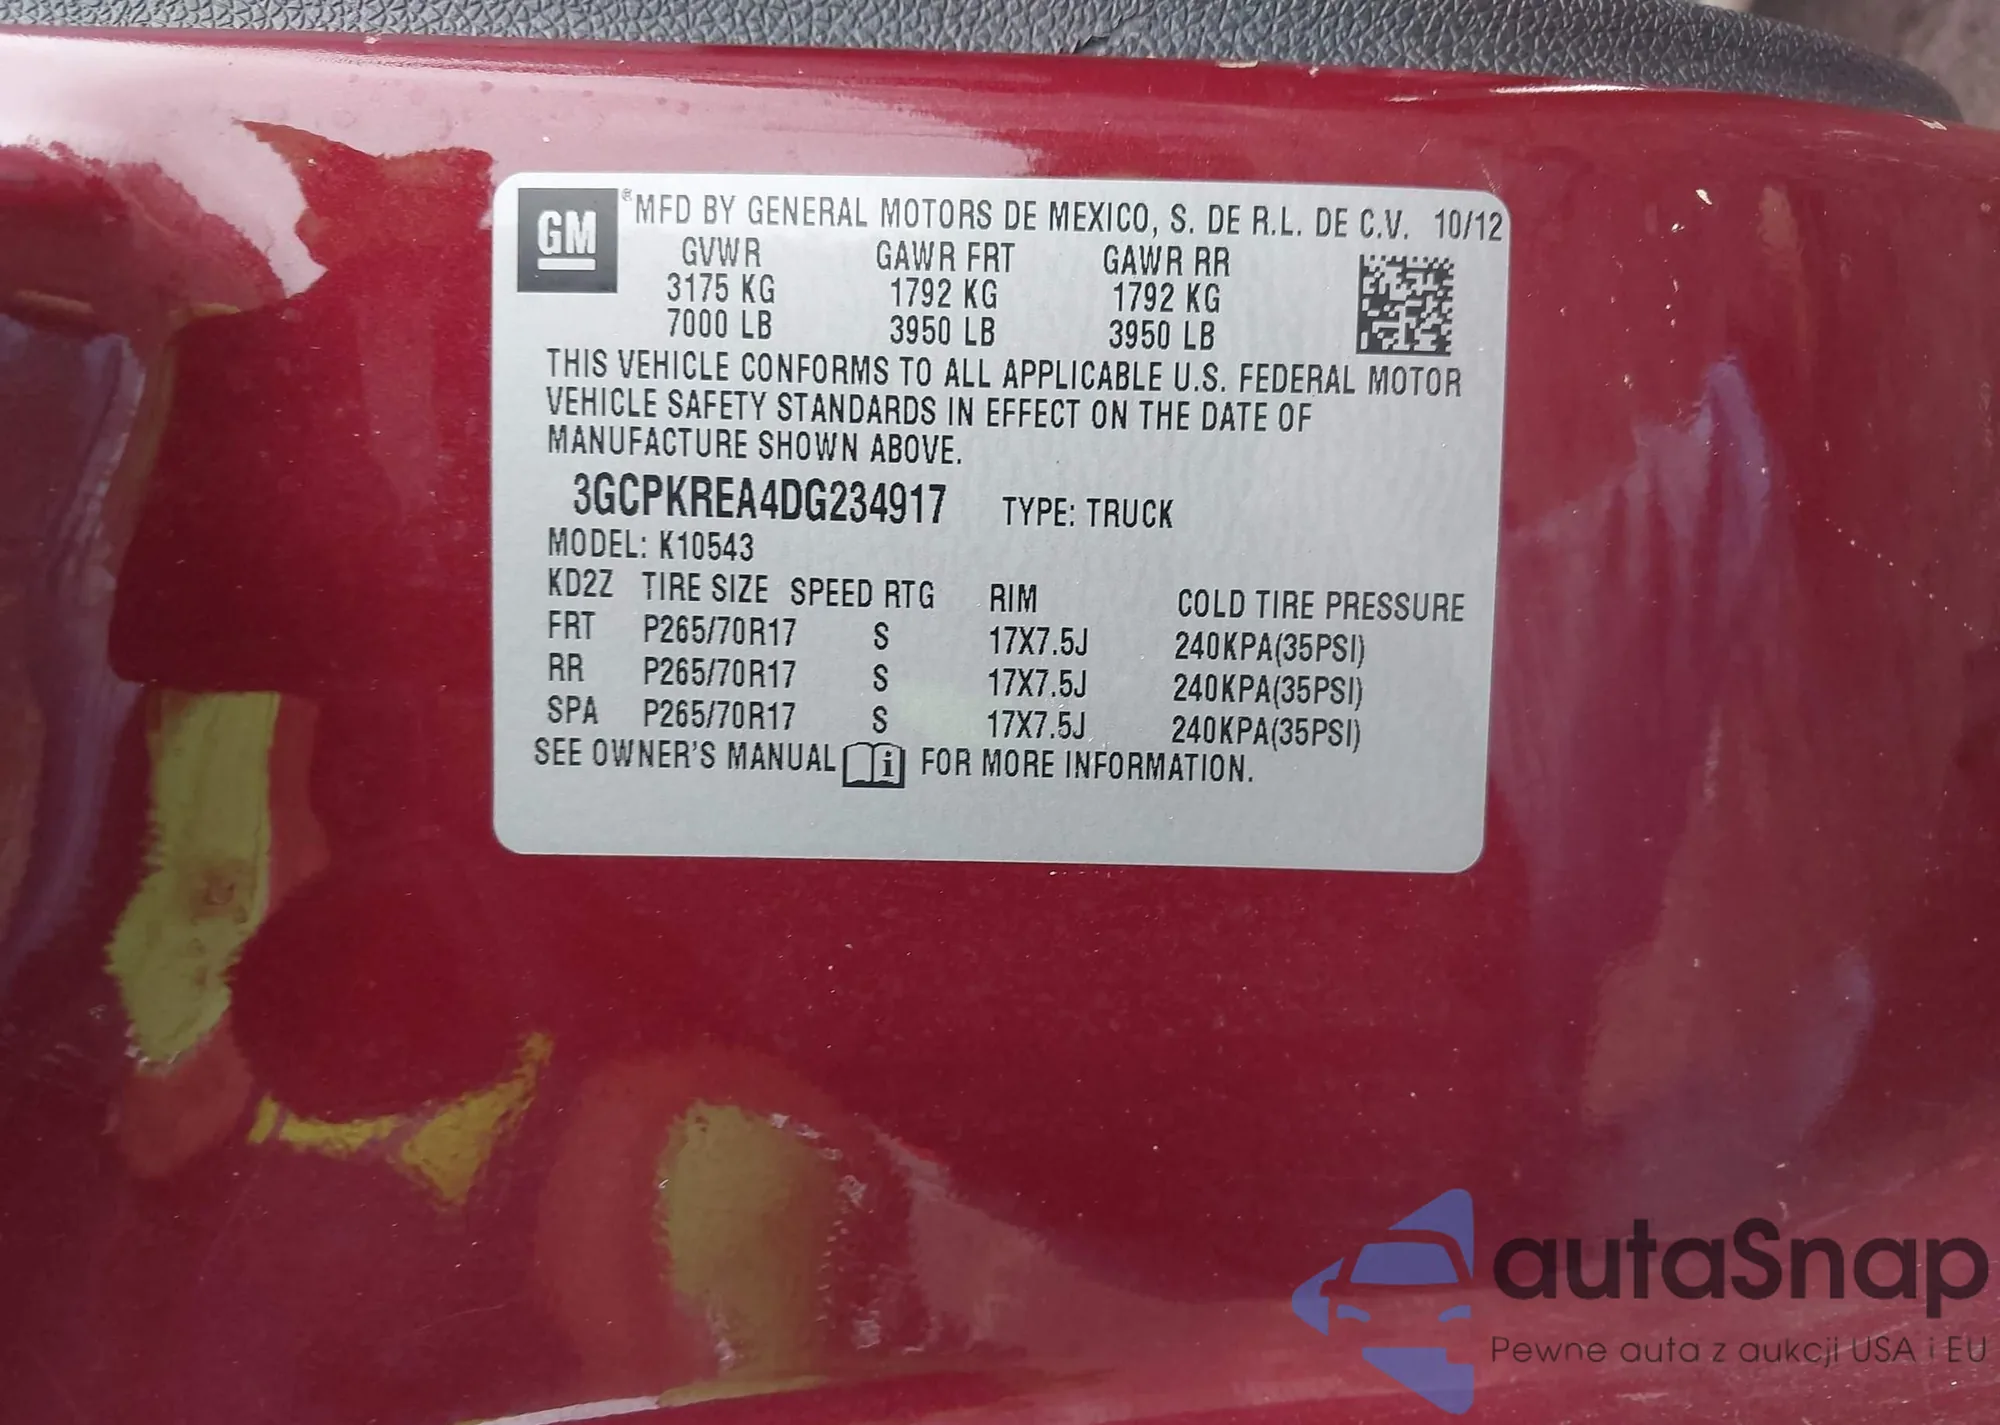 GM ® MFD BY GENERAL MOTORS DE MEXICO, S. DE R.L. DE C.V. 10/12
GVWR GAWR FRT GAWR RR
3175 KG 1792 KG 1792 KG
7000 LB 3950 LB 3950 LB
THIS VEHICLE CONFORMS TO ALL APPLICABLE U.S. FEDERAL MOTOR
VEHICLE SAFETY STANDARDS IN EFFECT ON THE DATE OF
MANUFACTURE SHOWN ABOVE.
3GCPKREA4DG234917 TYPE: TRUCK
MODEL: K10543
KD2Z TIRE SIZE SPEED RTG RIM COLD TIRE PRESSURE
FRT P265/70R17 S 17X7.5J 240KPA(35PSI)
RR P265/70R17 S 17X7.5J 240KPA(35PSI)
SPA P265/70R17 S 17X7.5J 240KPA(35PSI)
SEE OWNER'S MANUAL i FOR MORE INFORMATION.
autaSnap
Pewne auta z aukcji USA i EU